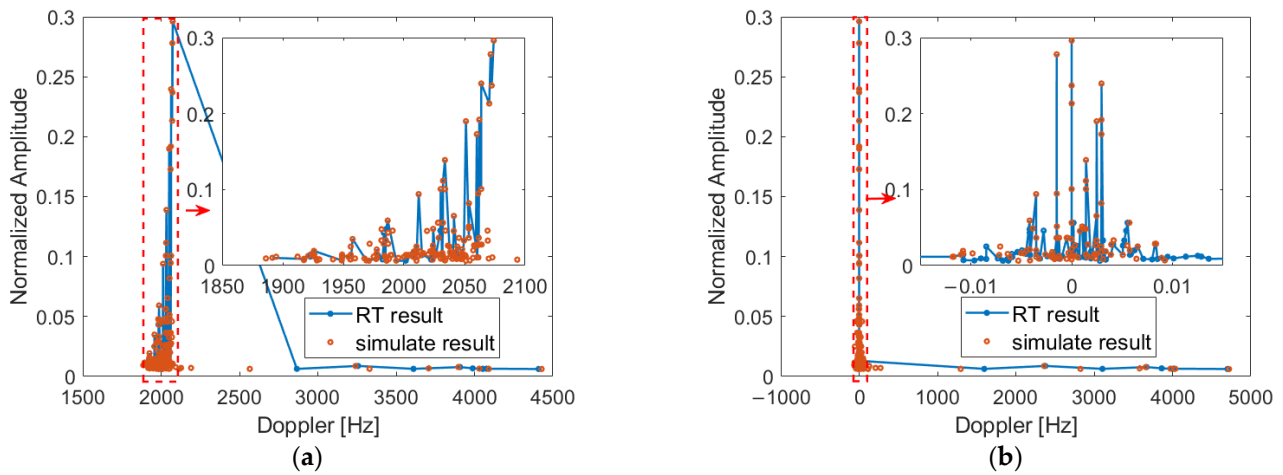 0.3
0.25
0.2
0.15
0.1
0.05
0
Normalized Amplitude
0.3
0.2
0.1
0
1850 1900 1950 2000 2050 2100
RT result
simulate result
1500 2000 2500 3000 3500 4000 4500
Doppler [Hz]
(a)
0.3
0.25
0.2
0.15
0.1
0.05
0
Normalized Amplitude
0.3
0.2
0.1
0
−0.01 0 0.01
RT result
simulate result
−1000 0 1000 2000 3000 4000 5000
Doppler [Hz]
(b)